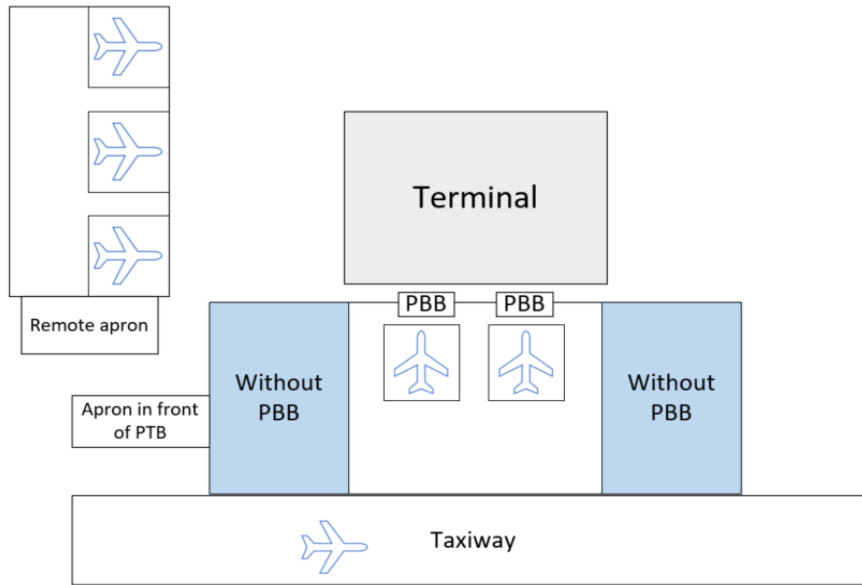 Terminal
PBB
PBB
Remote apron
Without
PBB
Without
PBB
Apron in front
of PTB
Taxiway